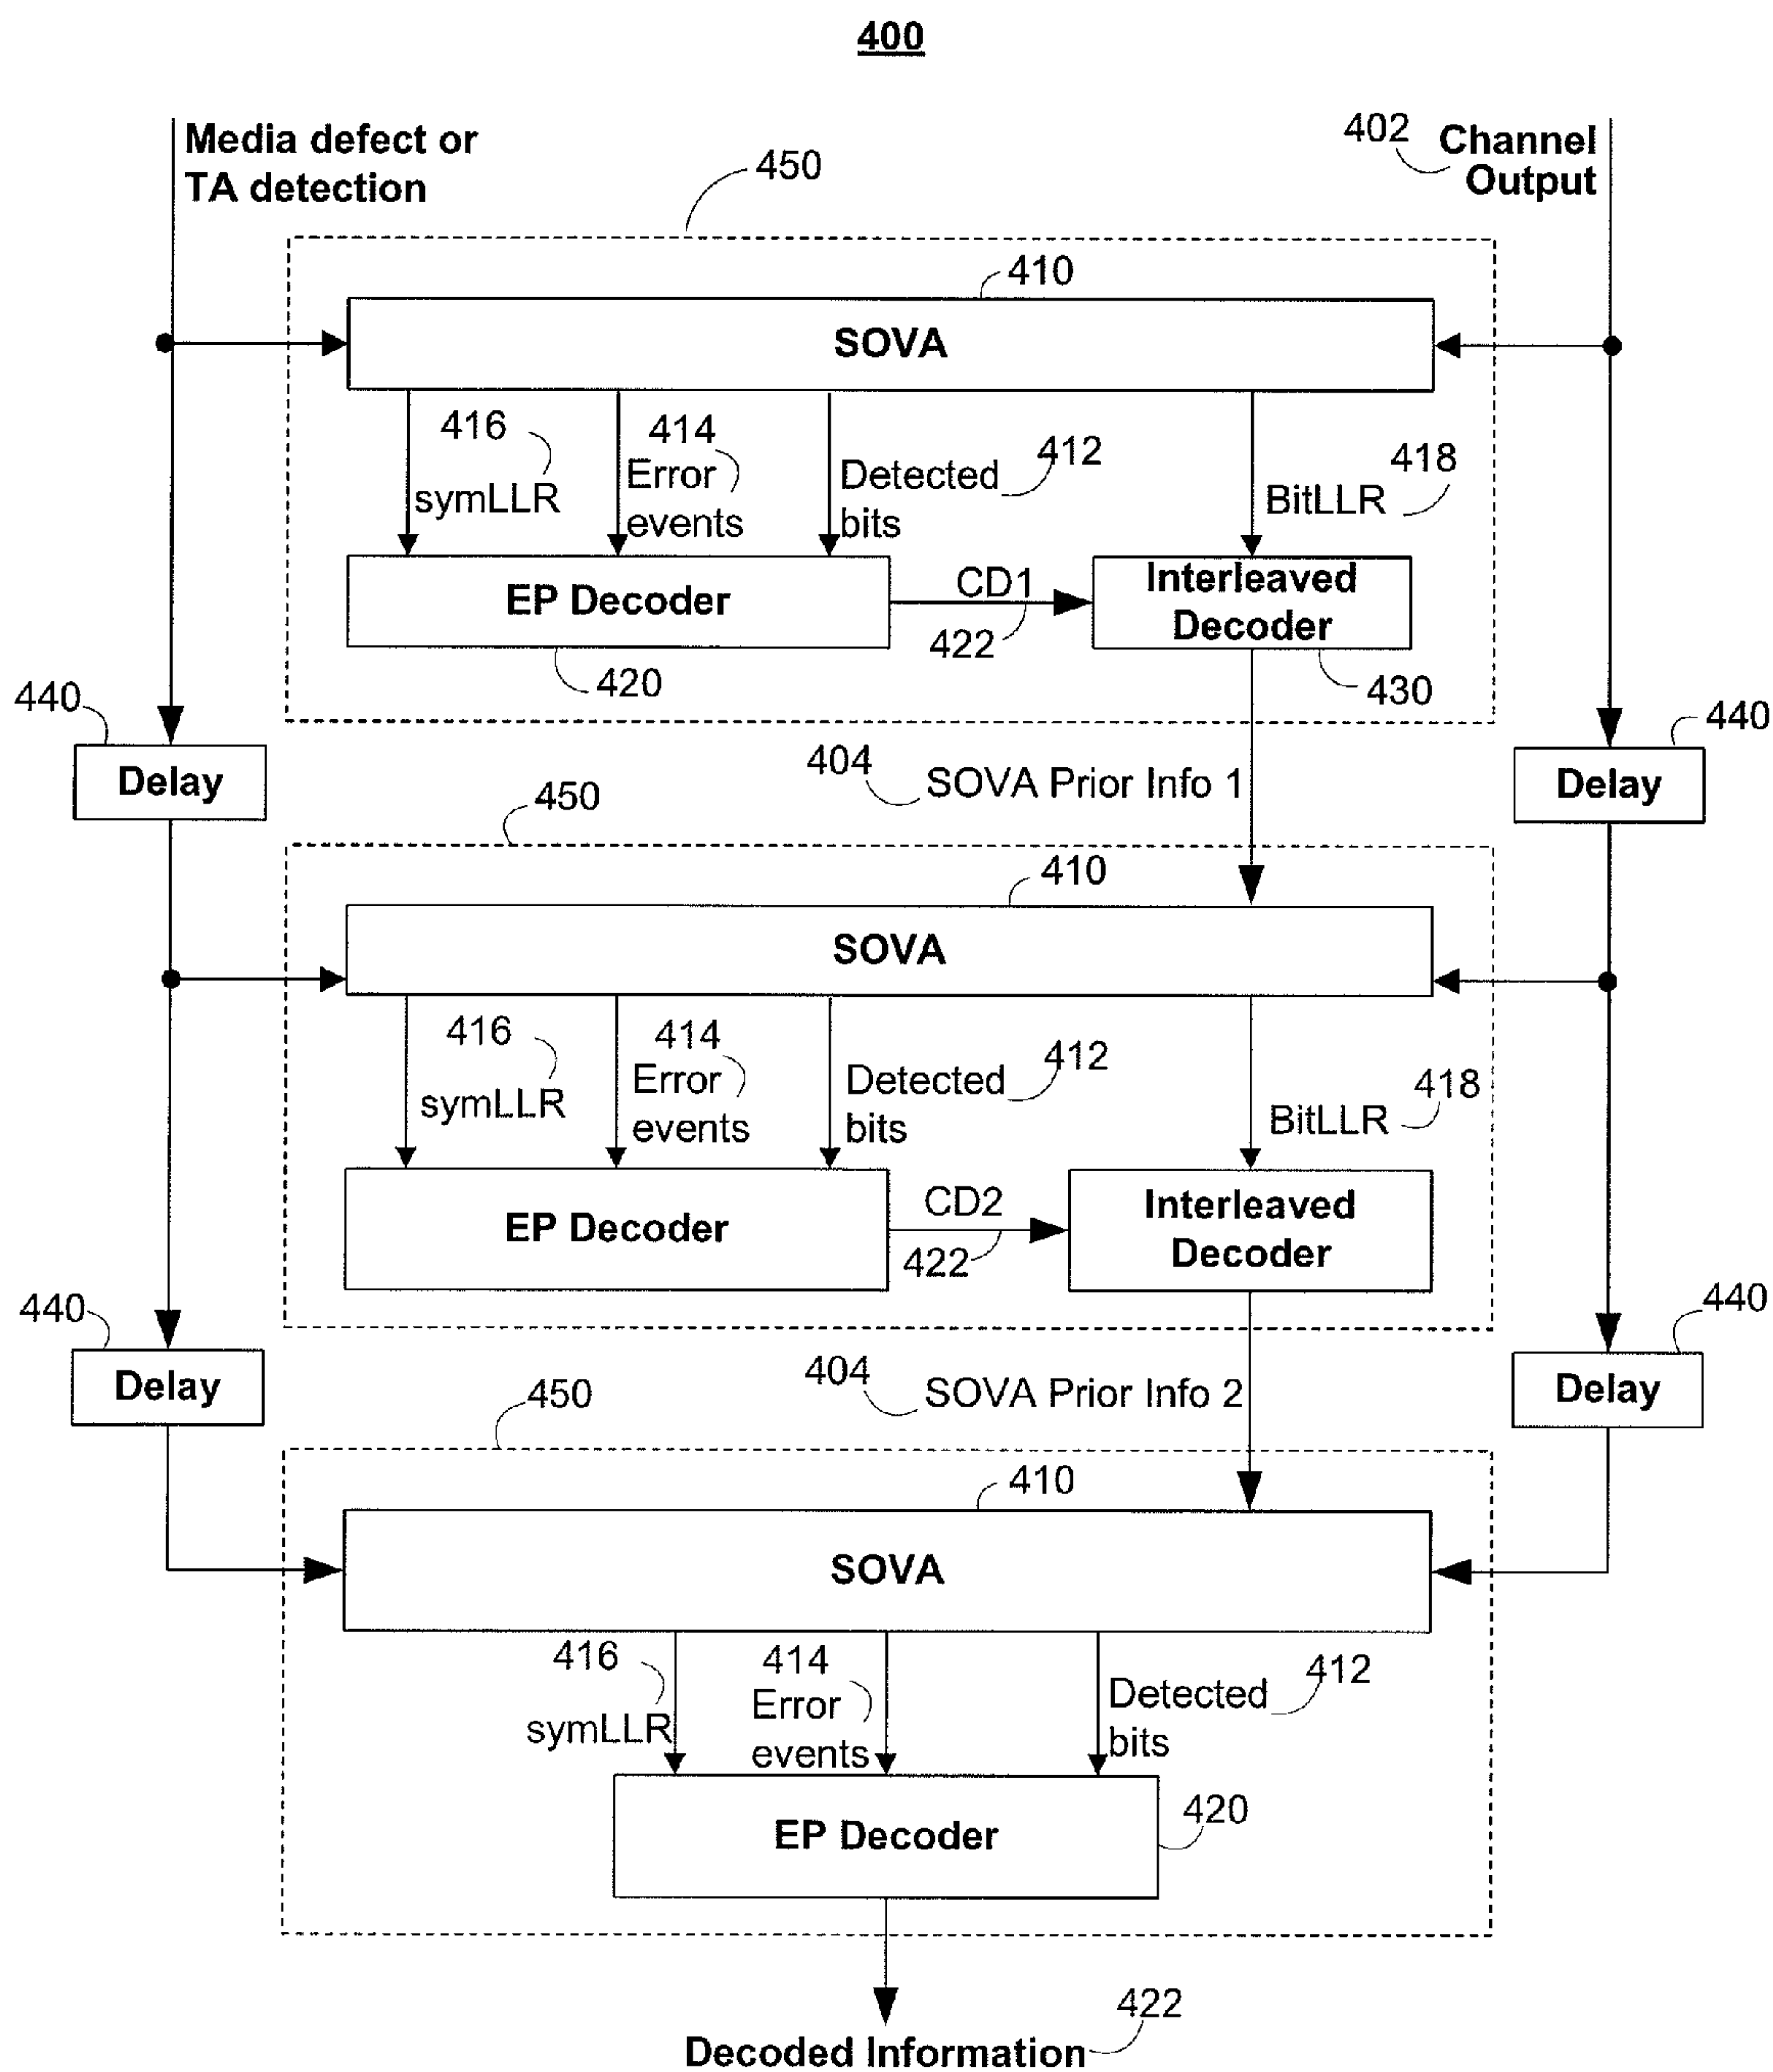 400
Media defect or
TA detection
402
Channel
Output
450
410
SOVA
416
symLLR
414
Error
events
412
Detected
bits
418
BitLLR
EP Decoder
CD1
422
Interleaved
Decoder
420
430
440
Delay
440
Delay
404
SOVA Prior Info 1
450
410
SOVA
416
symLLR
414
Error
events
412
Detected
bits
418
BitLLR
EP Decoder
CD2
422
Interleaved
Decoder
440
Delay
440
Delay
404
SOVA Prior Info 2
450
410
SOVA
416
symLLR
414
Error
events
412
Detected
bits
EP Decoder
420
422
Decoded Information